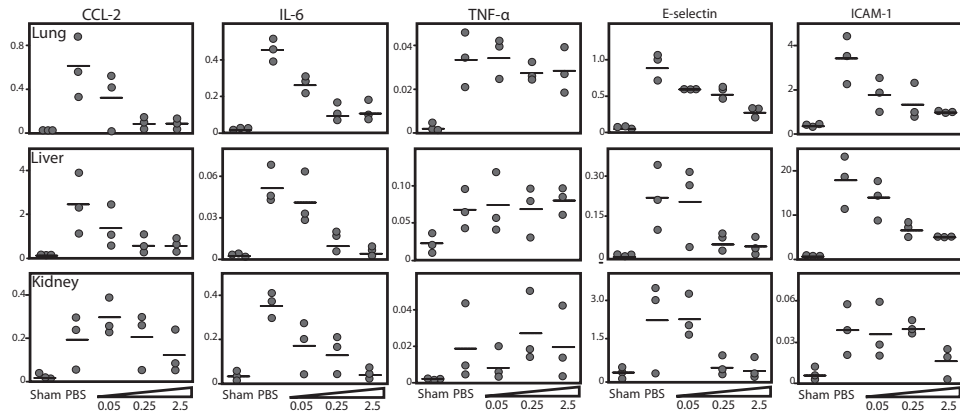 CCL-2 IL-6 TNF-α E-selectin ICAM-1
Lung
0.8 0.4 0.04 1.0 4
0.4 0.2 0.02 0.5 2
0 0 0 0 0
Liver
4 0.06 0.10 0.30 20
2 0.03 0.05 0.15 10
0 0 0 0
Kidney
0.4 0.4 0.04 3.0 0.06
0.2 0.2 0.02 1.5 0.03
0 0 0 0 0
Sham PBS Sham PBS Sham PBS Sham PBS Sham PBS
0.05 0.25 2.5 0.05 0.25 2.5 0.05 0.25 2.5 0.05 0.25 2.5 0.05 0.25 2.5